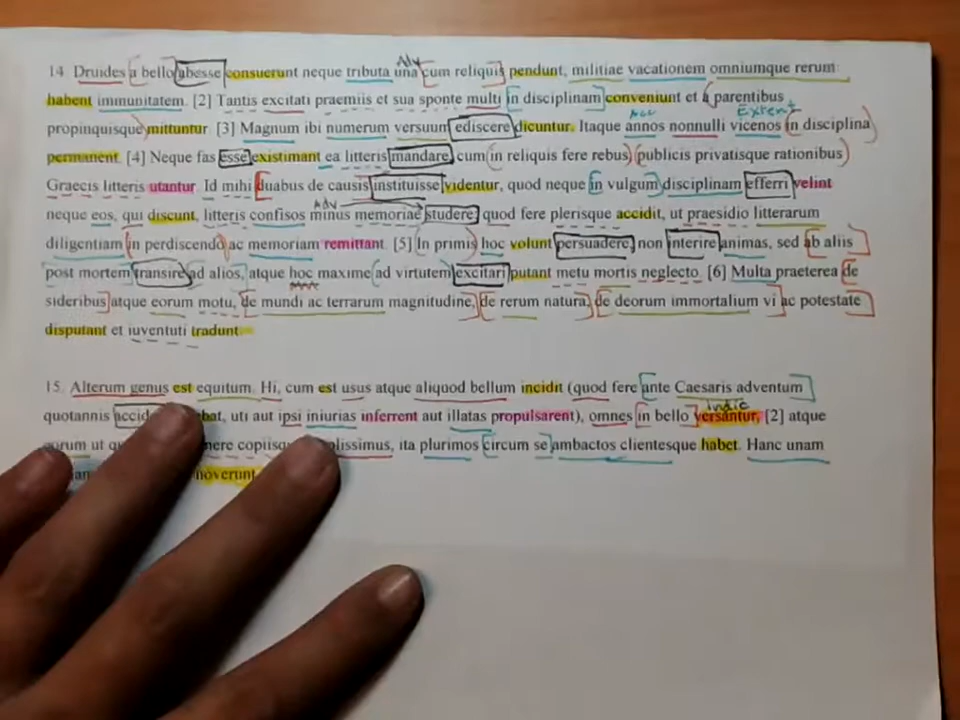 14. Druides a bello abesse consuerunt neque tributa una cum reliquis pendunt, militiae vacationem omniumque rerum
Adv
habent immunitatem. [2] Tantis excitati praemiis et sua sponte multi in disciplinam conveniunt et a parentibus
propinquisque mittuntur. [3] Magnum ibi numerum versuum ediscere dicuntur. Itaque annos nonnulli vicenos in disciplina
Acc Extent
permanent. [4] Neque fas esse existimant ea litteris mandare, cum in reliquis fere rebus, publicis privatisque rationibus
Graecis litteris utantur. Id mihi duabus de causis instituisse videntur, quod neque in vulgum disciplinam efferri velint
neque eos, qui discunt, litteris confisos minus memoriae studere: quod fere plerisque accidit, ut praesidio litterarum
Adv
diligentiam in perdiscendo ac memoriam remittant. [5] In primis hoc volunt persuadere, non interire animas, sed ab aliis
post mortem transire ad alios, atque hoc maxime ad virtutem excitari putant metu mortis neglecto. [6] Multa praeterea de
sideribus atque eorum motu, de mundi ac terrarum magnitudine, de rerum natura, de deorum immortalium vi ac potestate
disputant et iuventuti tradunt.
15. Alterum genus est equitum. Hi, cum est usus atque aliquod bellum incidit (quod fere ante Caesaris adventum
quotannis uti aut ipsi iniurias inferrent aut illatas propulsarent), omnes in bello versantur, [2] atque
indic
eorum ut ita plurimos circum se ambactos clientesque habet. Hanc unam
noverunt